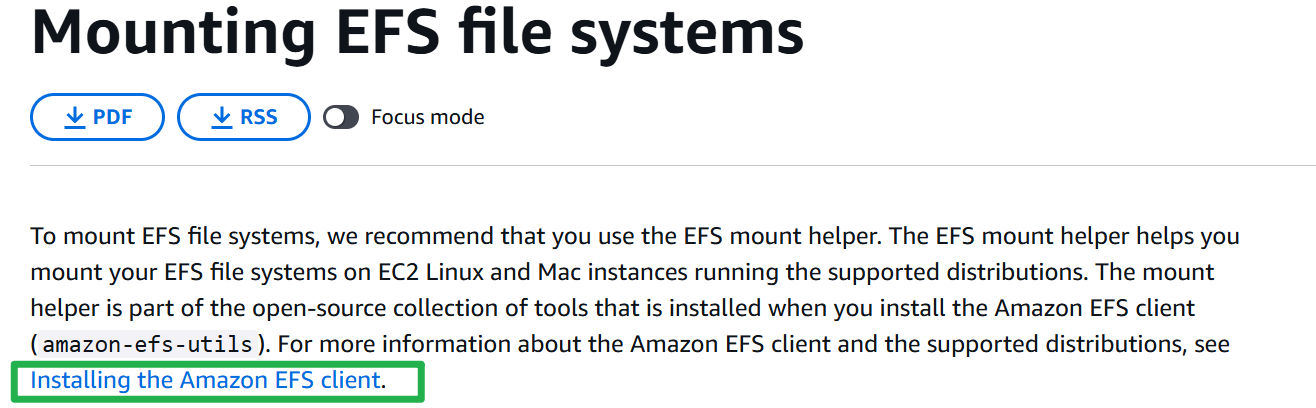 Mounting EFS file systems
PDF
RSS
Focus mode
To mount EFS file systems, we recommend that you use the EFS mount helper. The EFS mount helper helps you
mount your EFS file systems on EC2 Linux and Mac instances running the supported distributions. The mount
helper is part of the open-source collection of tools that is installed when you install the Amazon EFS client
(amazon-efs-utils). For more information about the Amazon EFS client and the supported distributions, see
Installing the Amazon EFS client.